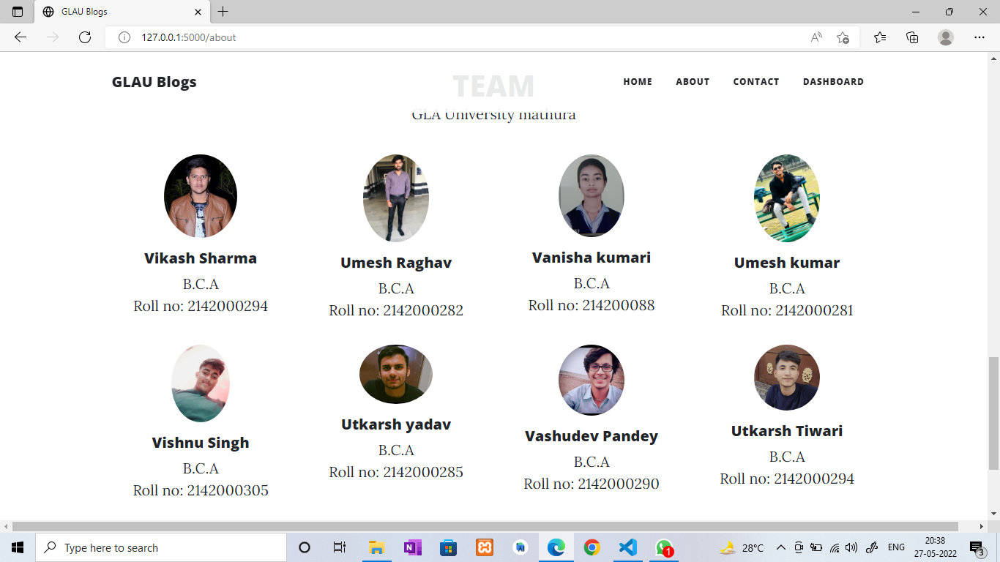 GLAU Blogs
127.0.0.1:5000/about
GLAU Blogs
TEAM
HOME
ABOUT
CONTACT
DASHBOARD
GLA University mathura
Vikash Sharma
B.C.A
Roll no: 2142000294
Umesh Raghav
B.C.A
Roll no: 2142000282
Vanisha kumari
B.C.A
Roll no: 214200088
Umesh kumar
B.C.A
Roll no: 2142000281
Vishnu Singh
B.C.A
Roll no: 2142000305
Utkarsh yadav
B.C.A
Roll no: 2142000285
Vashudev Pandey
B.C.A
Roll no: 2142000290
Utkarsh Tiwari
B.C.A
Roll no: 2142000294
Type here to search
1
28°C
ENG
20:38
27-05-2022
3